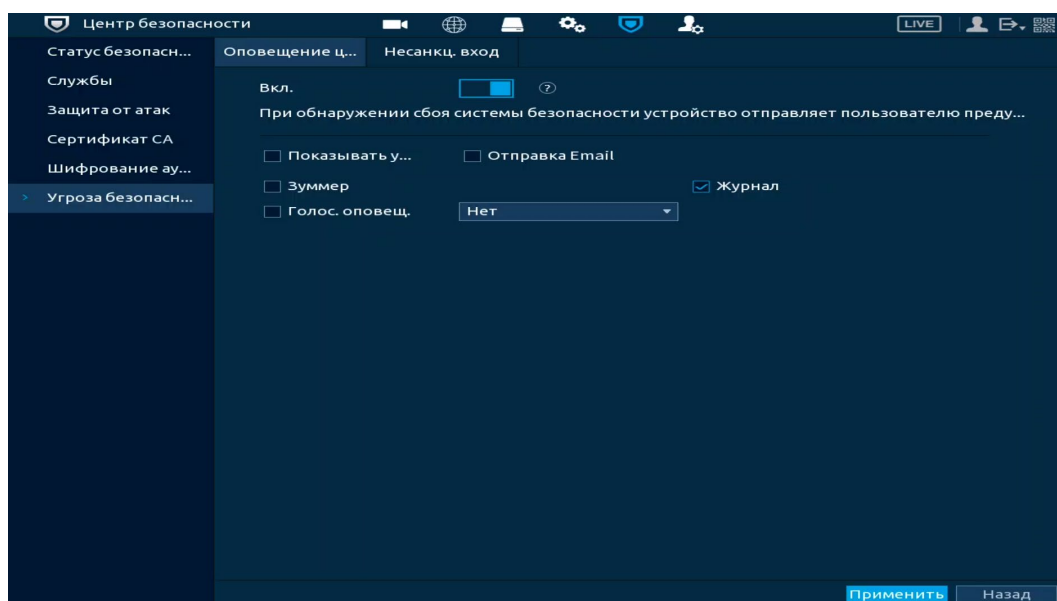 Центр безопасности LIVE
Статус безопасн...
Службы
Защита от атак
Сертификат CA
Шифрование ау...
Угроза безопасн...
Оповещение ц... Несанкц. вход
Вкл. ?
При обнаружении сбоя системы безопасности устройство отправляет пользователю преду...
Показывать у... Отправка Email
Зуммер Журнал
Голос. оповещ. Нет
Применить Назад